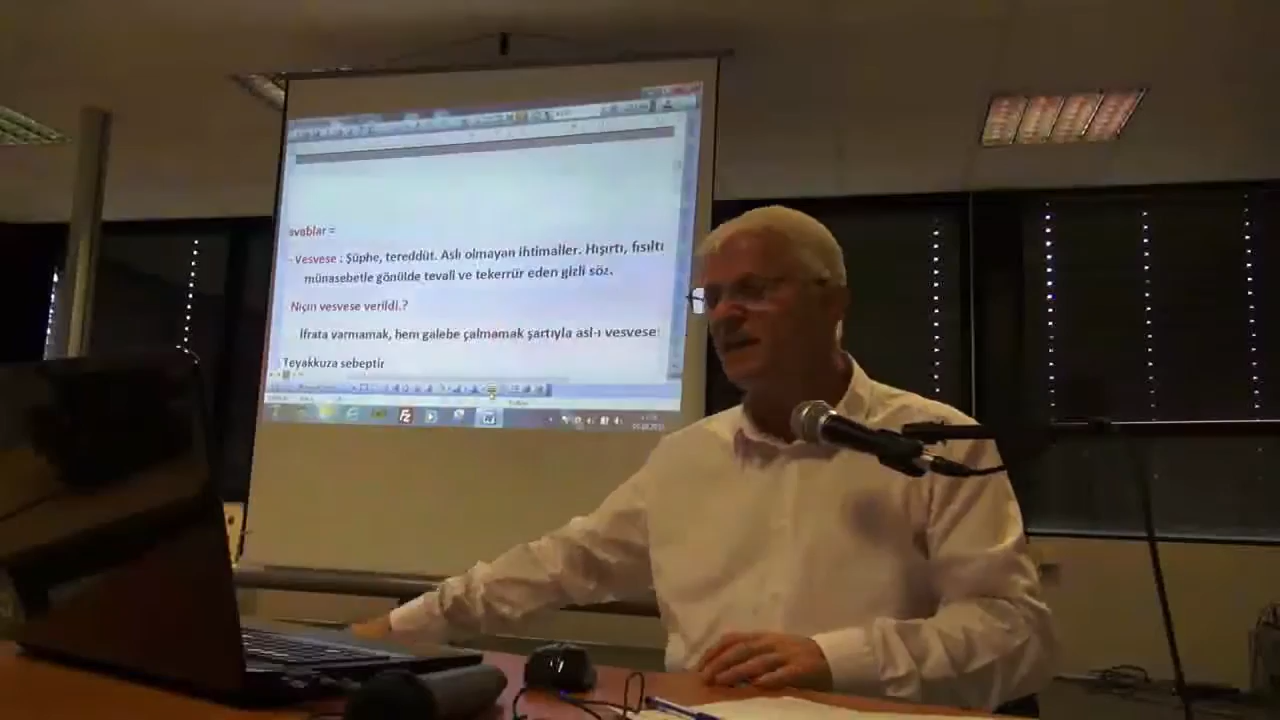 avablar =
- Vesvese : Şüphe, tereddüt. Aslı olmayan ihtimaller. Hışırtı, fısıltı
münasebetle gönülde tevali ve tekerrür eden gizli söz.
Niçin vesvese verildi.?
İfrata varmamak, hem galebe çalmamak şartıyla asl-ı vesvese
Teyakkuza sebeptir
FZ
W